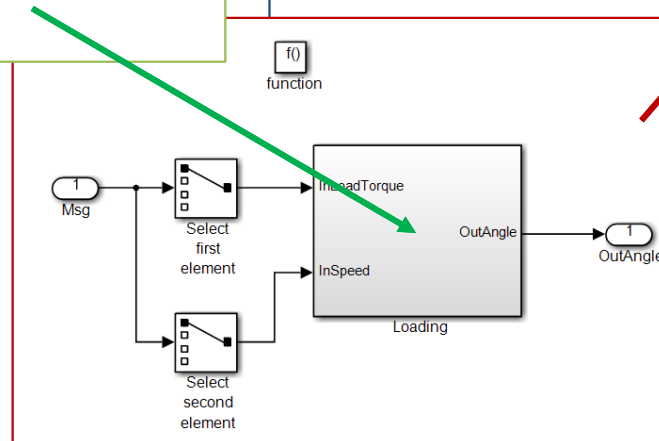 f()
function
1
Msg
Select
first
element
InLoadTorque
InSpeed
OutAngle
Loading
1
OutAngle
Select
second
element